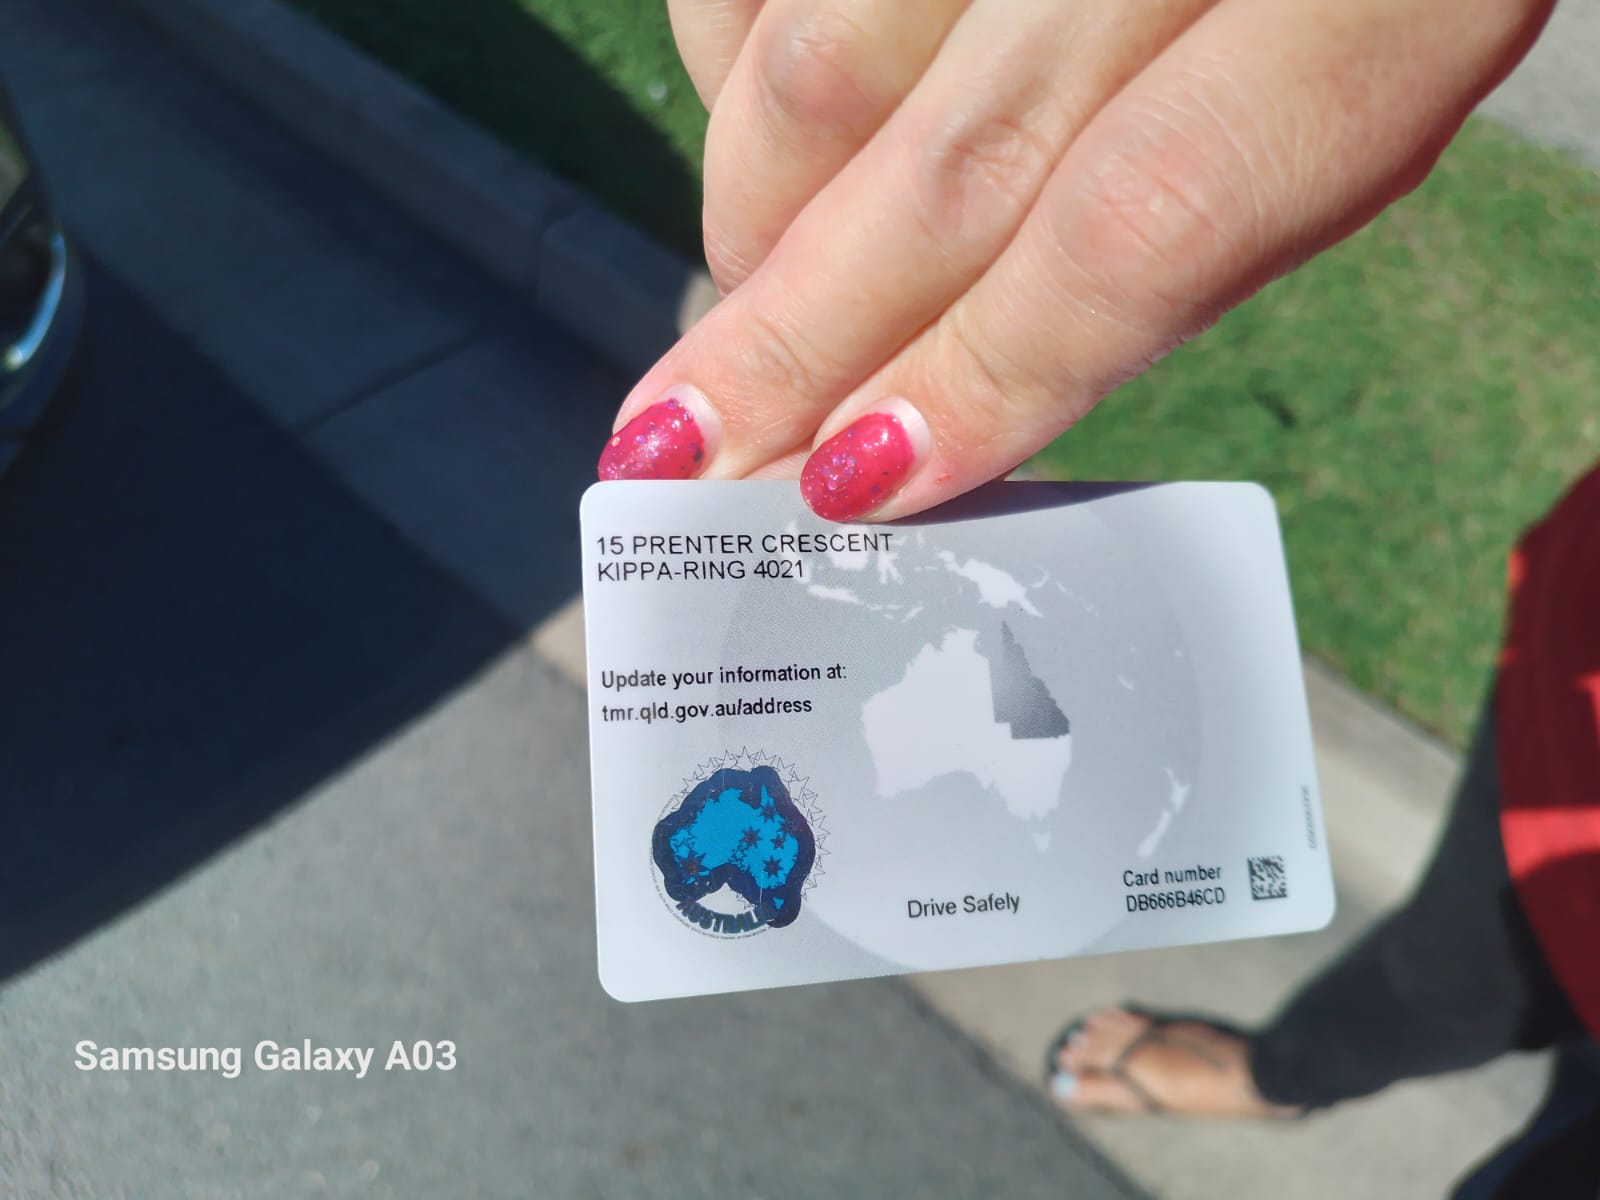 15 PRENTER CRESCENT
KIPPA-RING 4021
Update your information at:
tmr.qld.gov.au/address
AUSTRALIA
Drive Safely
Card number
DB666B46CD
Samsung Galaxy A03